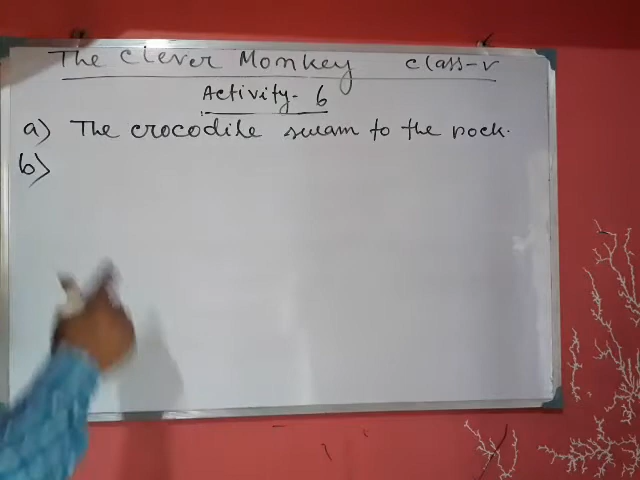 The Clever Monkey class-v
Activity- 6
a) The crocodile swam to the rock.
b)